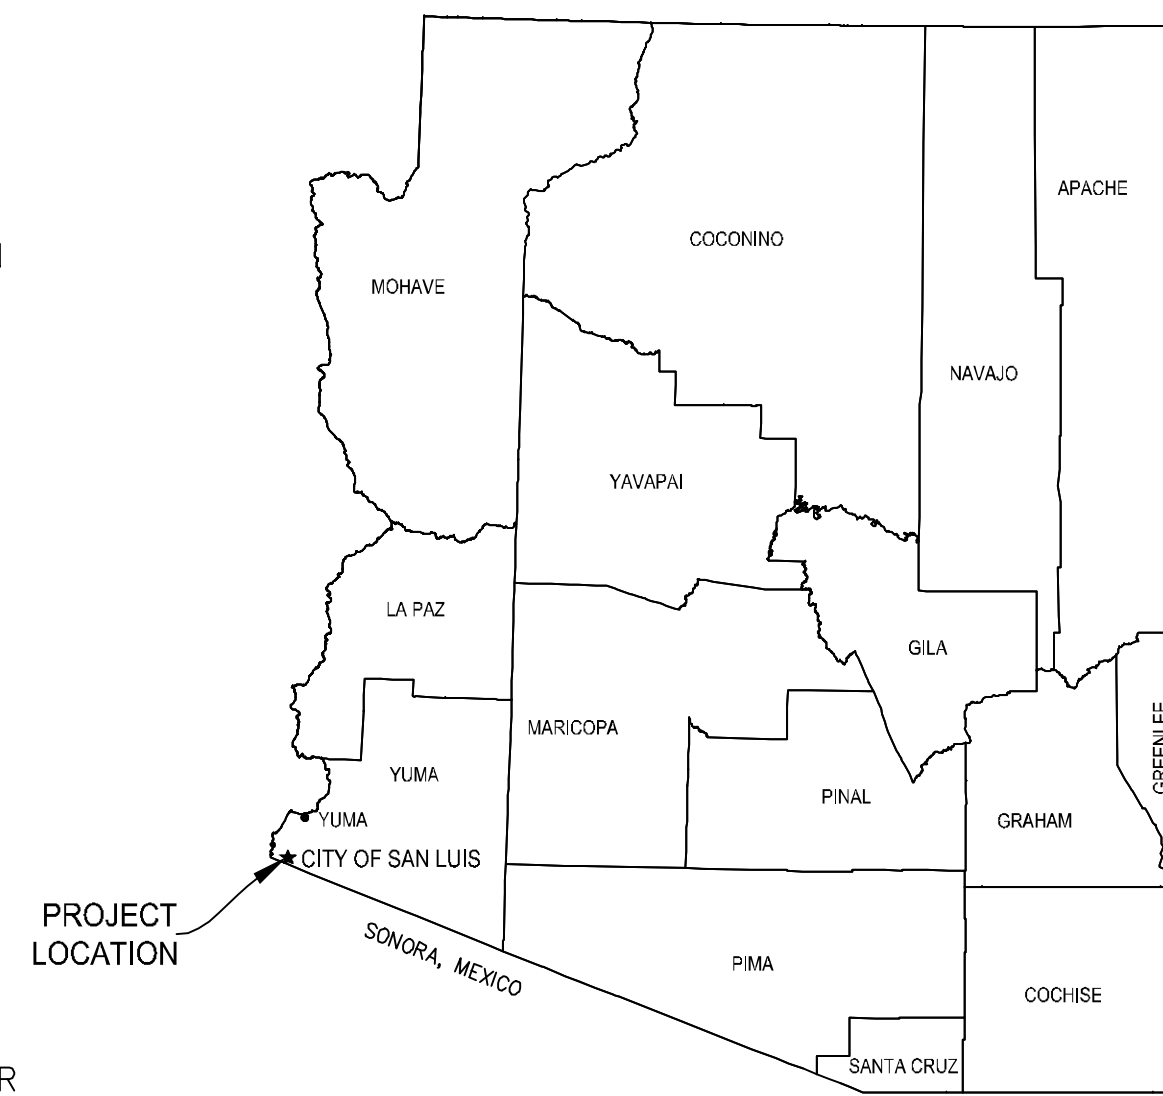 APACHE
COCONINO
MOHAVE
NAVAJO
YAVAPAI
LA PAZ
GILA
MARICOPA
GREENLEE
YUMA
PINAL
YUMA
GRAHAM
CITY OF SAN LUIS
PROJECT
LOCATION
SONORA, MEXICO
PIMA
COCHISE
SANTA CRUZ
R